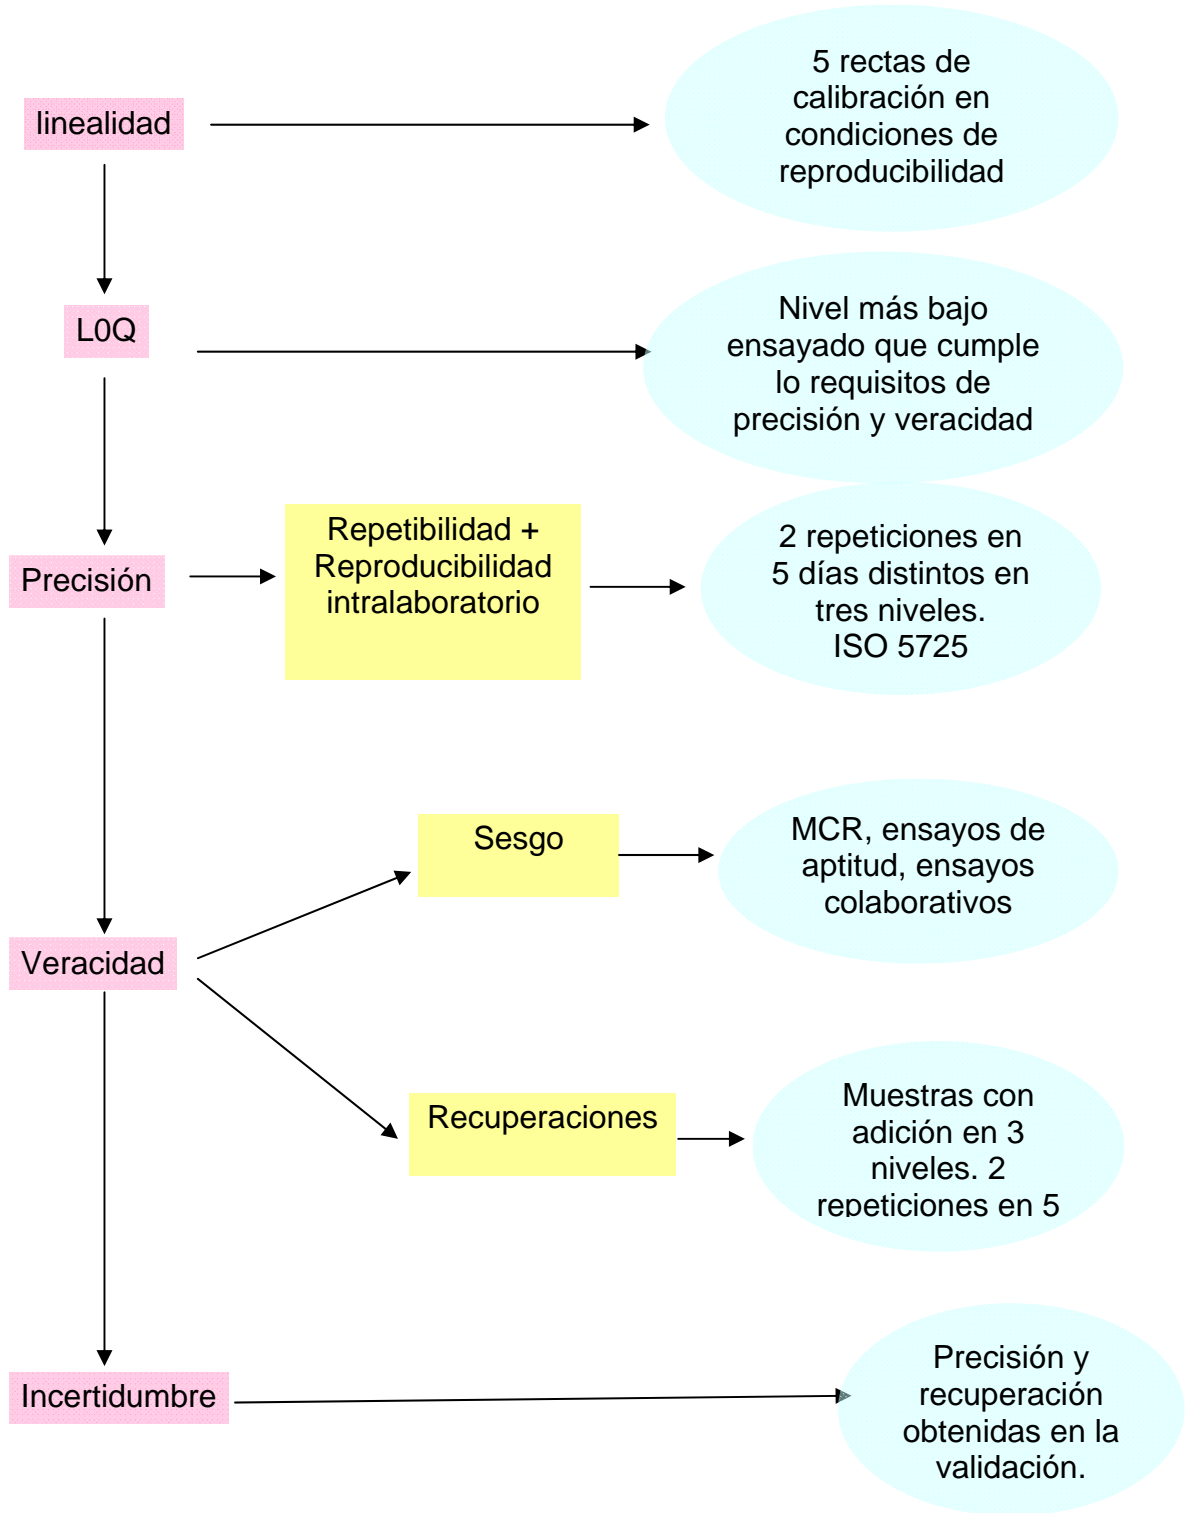 linealidad
5 rectas de
calibración en
condiciones de
reproducibilidad
L0Q
Nivel más bajo
ensayado que cumple
lo requisitos de
precisión y veracidad
Precisión
Repetibilidad +
Reproducibilidad
intralaboratorio
2 repeticiones en
5 días distintos en
tres niveles.
ISO 5725
Sesgo
MCR, ensayos de
aptitud, ensayos
colaborativos
Veracidad
Recuperaciones
Muestras con
adición en 3
niveles. 2
repeticiones en 5
Incertidumbre
Precisión y
recuperación
obtenidas en la
validación.